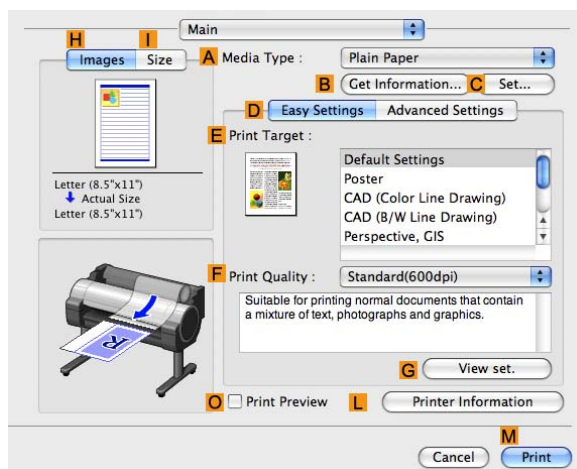 Main
H
I
Images
Size
A
Media Type :
Plain Paper
B
Get Information...
C
Set...
D
Easy Settings
Advanced Settings
E
Print Target :
Default Settings
Poster
CAD (Color Line Drawing)
CAD (B/W Line Drawing)
Perspective, GIS
Letter (8.5"x11")
Actual Size
Letter (8.5"x11")
R
F
Print Quality :
Standard(600dpi)
Suitable for printing normal documents that contain
a mixture of text, photographs and graphics.
G
View set.
O
Print Preview
L
Printer Information
M
Cancel
Print